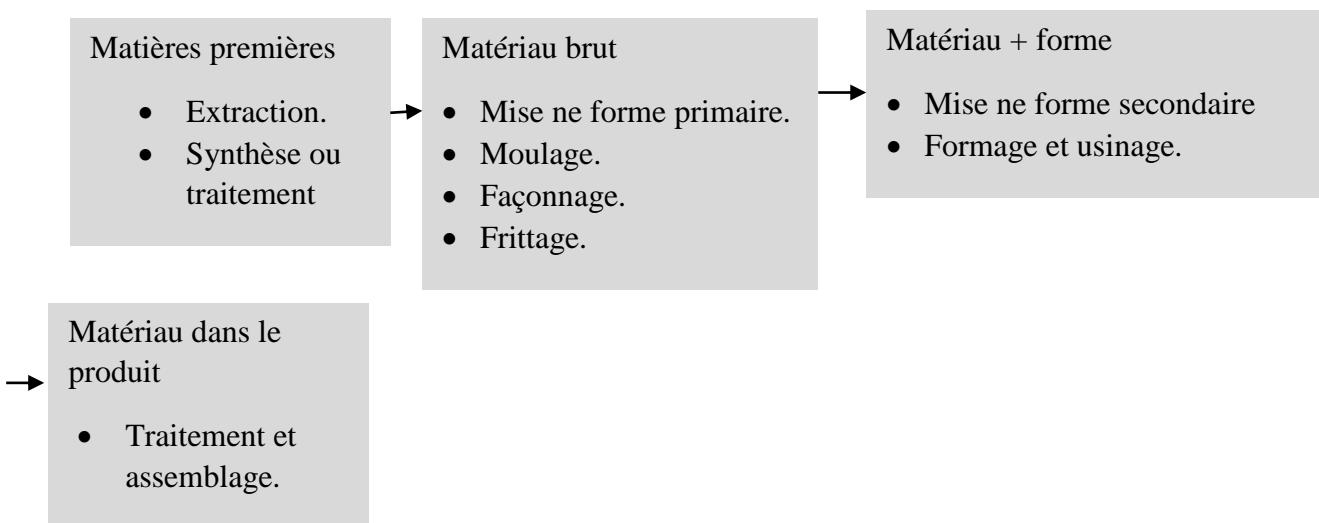 Matières premières
• Extraction.
• Synthèse ou
traitement
Matériau brut
• Mise ne forme primaire.
• Moulage.
• Façonnage.
• Frittage.
Matériau + forme
• Mise ne forme secondaire
• Formage et usinage.
Matériau dans le
produit
• Traitement et
assemblage.